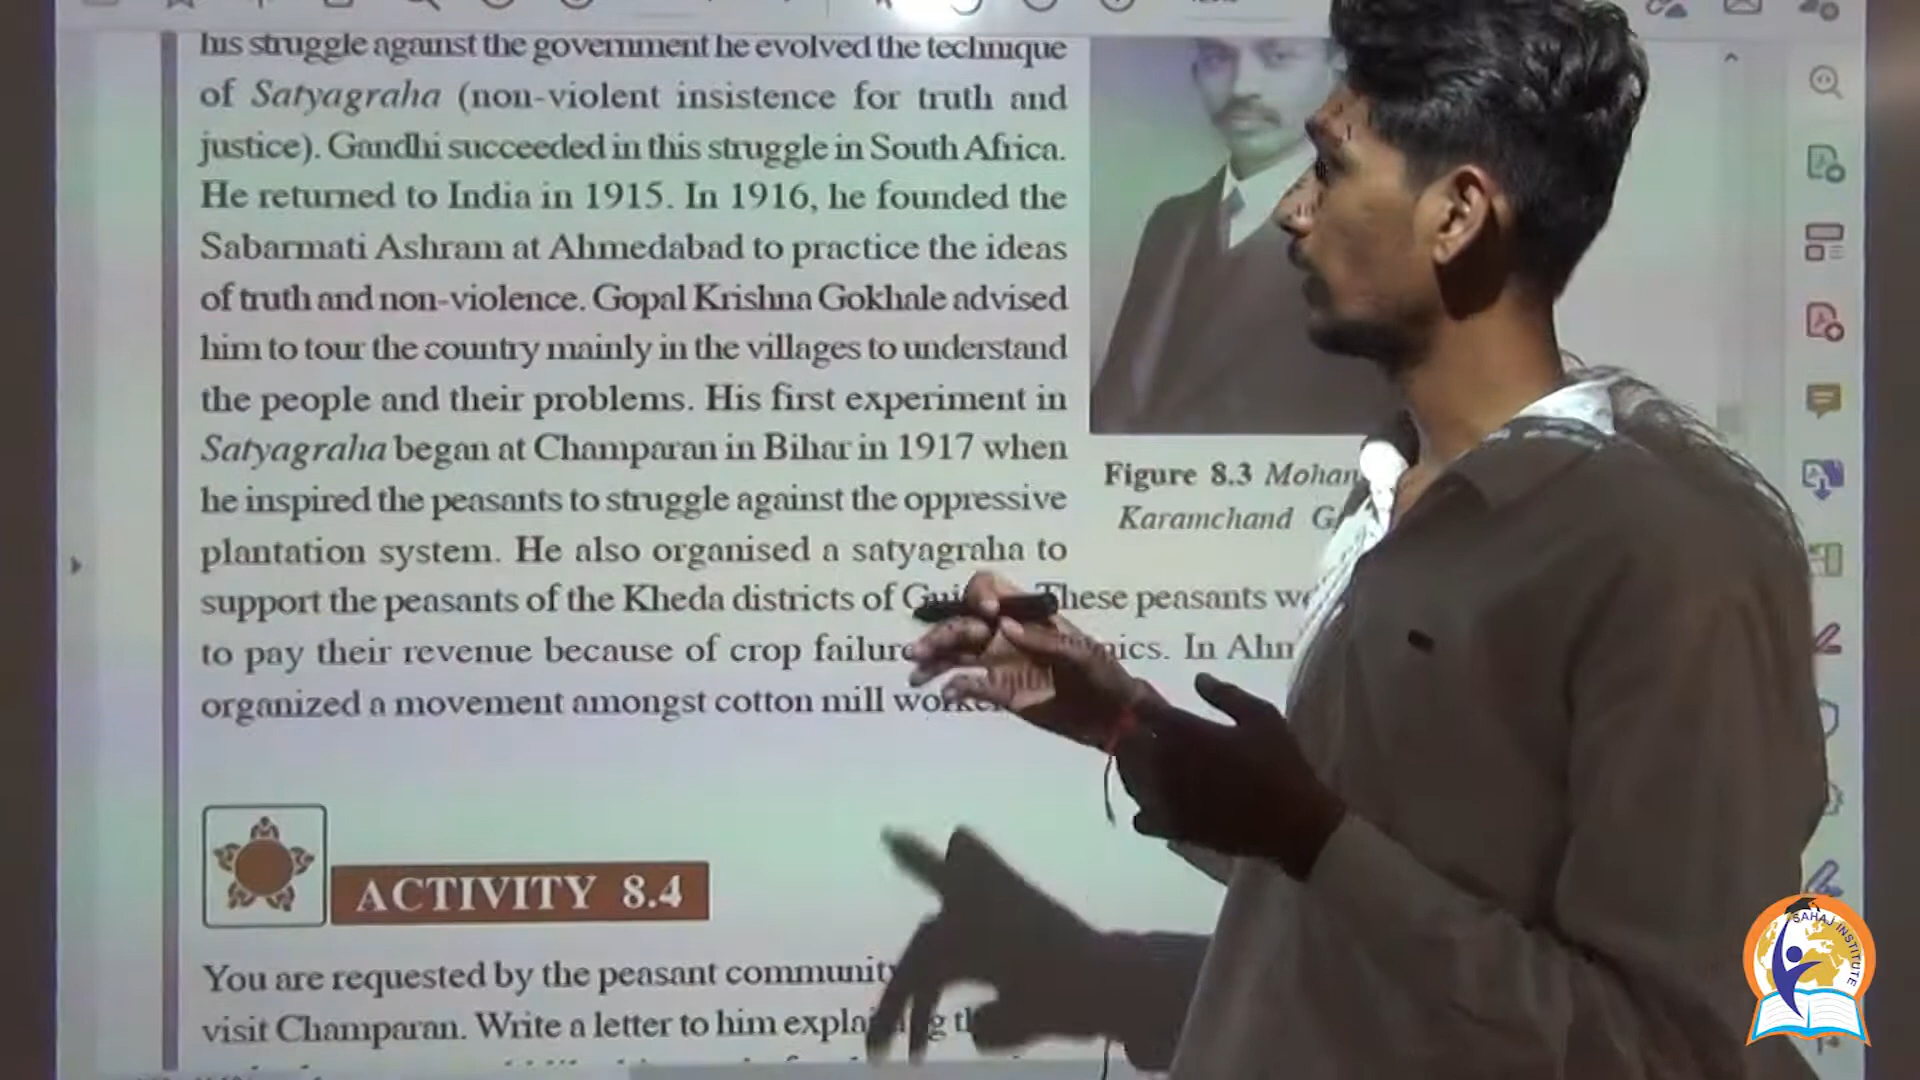 his struggle against the government he evolved the technique
of Satyagraha (non-violent insistence for truth and
justice). Gandhi succeeded in this struggle in South Africa.
He returned to India in 1915. In 1916, he founded the
Sabarmati Ashram at Ahmedabad to practice the ideas
of truth and non-violence. Gopal Krishna Gokhale advised
him to tour the country mainly in the villages to understand
the people and their problems. His first experiment in
Satyagraha began at Champaran in Bihar in 1917 when
he inspired the peasants to struggle against the oppressive
plantation system. He also organised a satyagraha to
support the peasants of the Kheda districts of These peasants
to pay their revenue because of crop In
organized a movement amongst cotton mill
Figure 8.3 Mohan
Karamchand
ACTIVITY 8.4
You are requested by the peasant community
visit Champaran. Write a letter to him
SAHAJ INSTITUTE